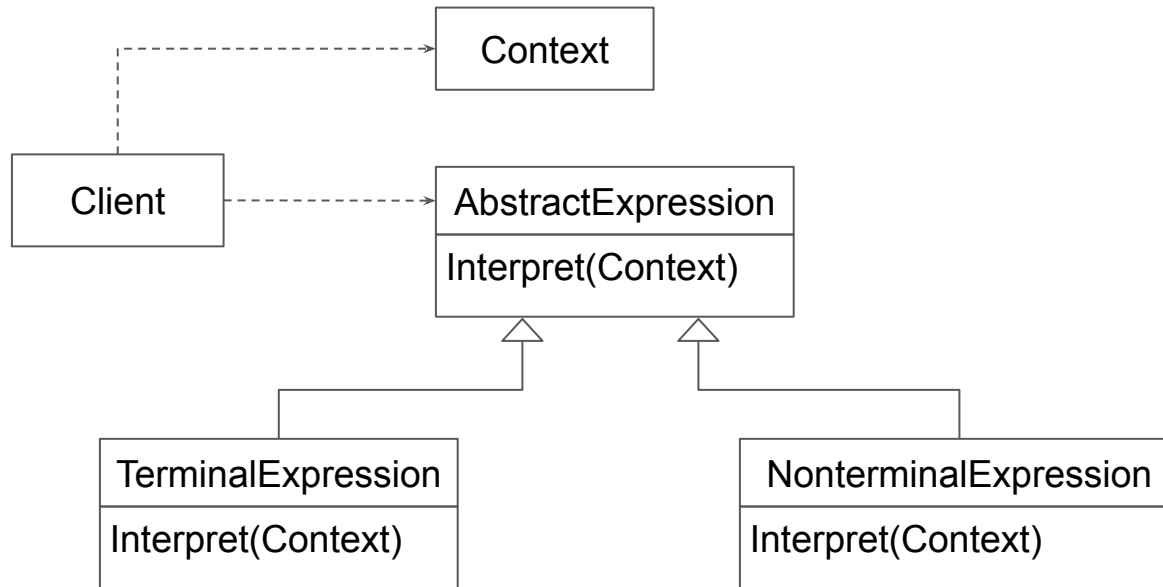 Context
Client
AbstractExpression
Interpret(Context)
TerminalExpression
Interpret(Context)
NonterminalExpression
Interpret(Context)